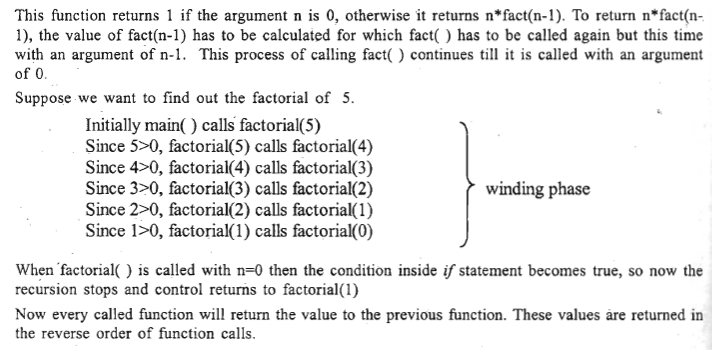 This function returns 1 if the argument n is 0, otherwise it returns n*fact(n-1). To return n*fact(n-
1), the value of fact(n-1) has to be calculated for which fact( ) has to be called again but this time
with an argument of n-1. This process of calling fact( ) continues till it is called with an argument
of 0.
Suppose we want to find out the factorial of 5.
Initially main( ) calls factorial(5)
Since 5>0, factorial(5) calls factorial(4)
Since 4>0, factorial(4) calls factorial(3)
Since 3>0, factorial(3) calls factorial(2)
winding phase
Since 2>0, factorial(2) calls factorial(1)
Since 1>0, factorial(1) calls factorial(0)
When factorial( ) is called with n=0 then the condition inside if statement becomes true, so now the
recursion stops and control returns to factorial(1)
Now every called function will return the value to the previous function. These values are returned in
the reverse order of function calls.